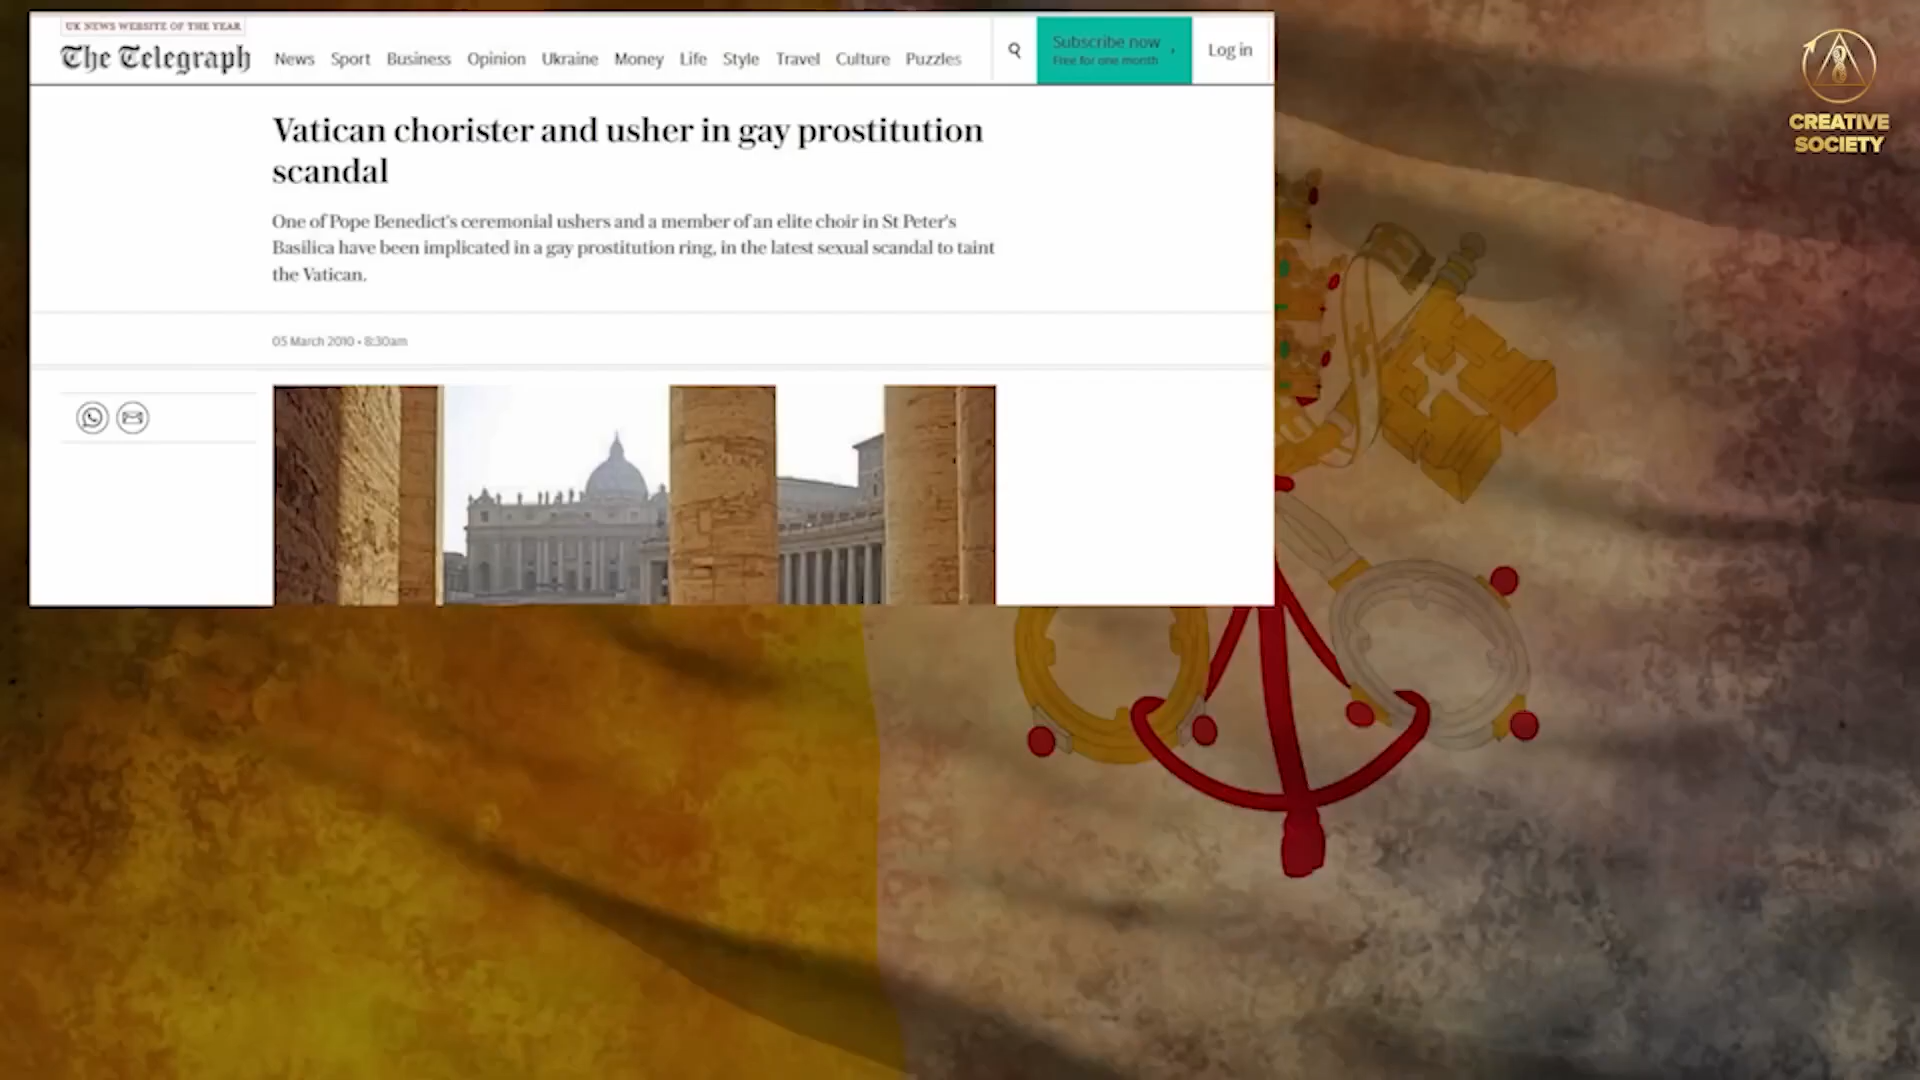 UK NEWS WEBSITE OF THE YEAR
The Telegraph
News Sport Business Opinion Ukraine Money Life Style Travel Culture Puzzles
Subscribe now
Free for one month
Log in
Vatican chorister and usher in gay prostitution
scandal
One of Pope Benedict's ceremonial ushers and a member of an elite choir in St Peter's
Basilica have been implicated in a gay prostitution ring, in the latest sexual scandal to taint
the Vatican.
05 March 2010 • 8:30am
CREATIVE
SOCIETY